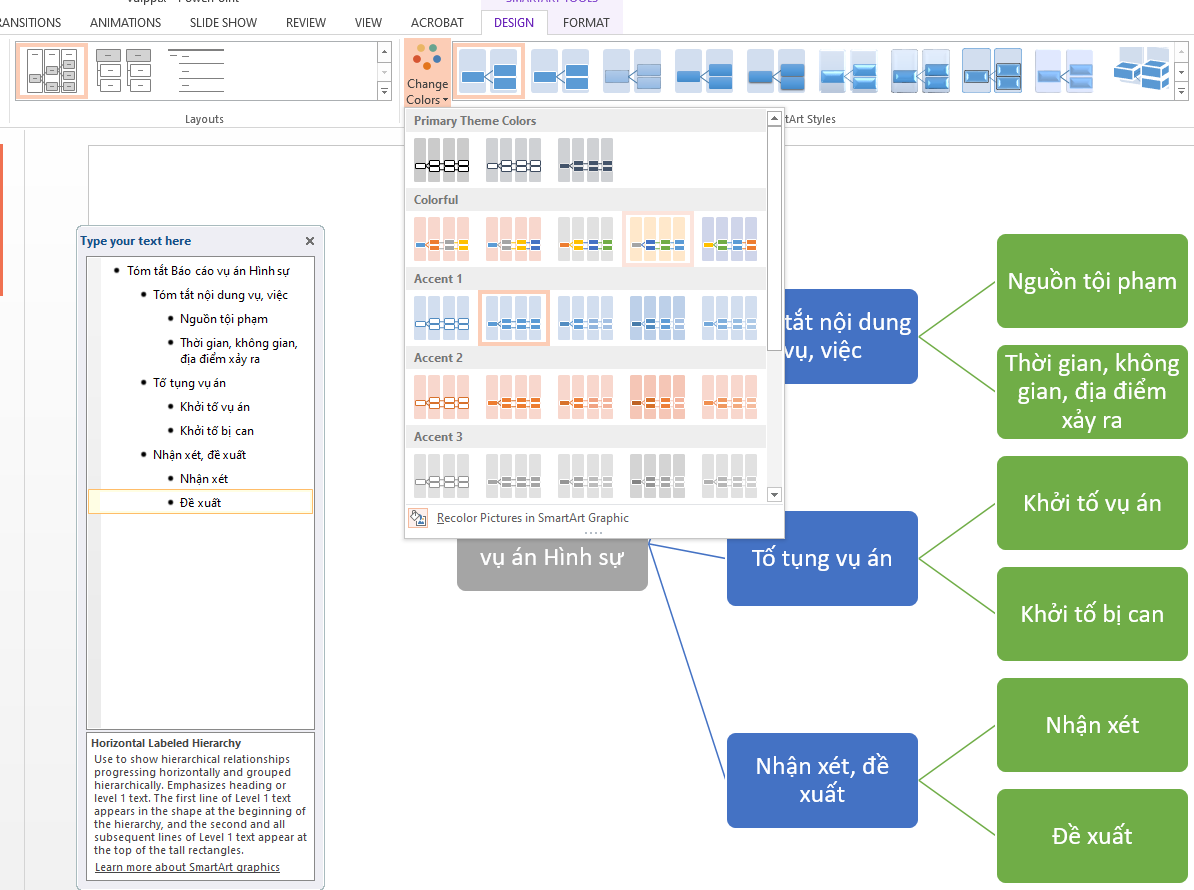 PowerPoint
SMARTART TOOLS
RANSITIONS
ANIMATIONS
SLIDE SHOW
REVIEW
VIEW
ACROBAT
DESIGN
FORMAT
Change
Colors
Layouts
tArt Styles
Primary Theme Colors
Colorful
Accent 1
Accent 2
Accent 3
Recolor Pictures in SmartArt Graphic
Type your text here
Tóm tắt Báo cáo vụ án Hình sự
Tóm tắt nội dung vụ, việc
Nguồn tội phạm
Thời gian, không gian,
địa điểm xảy ra
Tố tụng vụ án
Khởi tố vụ án
Khởi tố bị can
Nhận xét, đề xuất
Nhận xét
Đề xuất
Horizontal Labeled Hierarchy
Use to show hierarchical relationships
progressing horizontally and grouped
hierarchically. Emphasizes heading or
level 1 text. The first line of Level 1 text
appears in the shape at the beginning of
the hierarchy, and the second and all
subsequent lines of Level 1 text appear at
the top of the tall rectangles.
Learn more about SmartArt graphics
vụ án Hình sự
tắt nội dung
vụ, việc
Tố tụng vụ án
Nhận xét, đề
xuất
Nguồn tội phạm
Thời gian, không
gian, địa điểm
xảy ra
Khởi tố vụ án
Khởi tố bị can
Nhận xét
Đề xuất